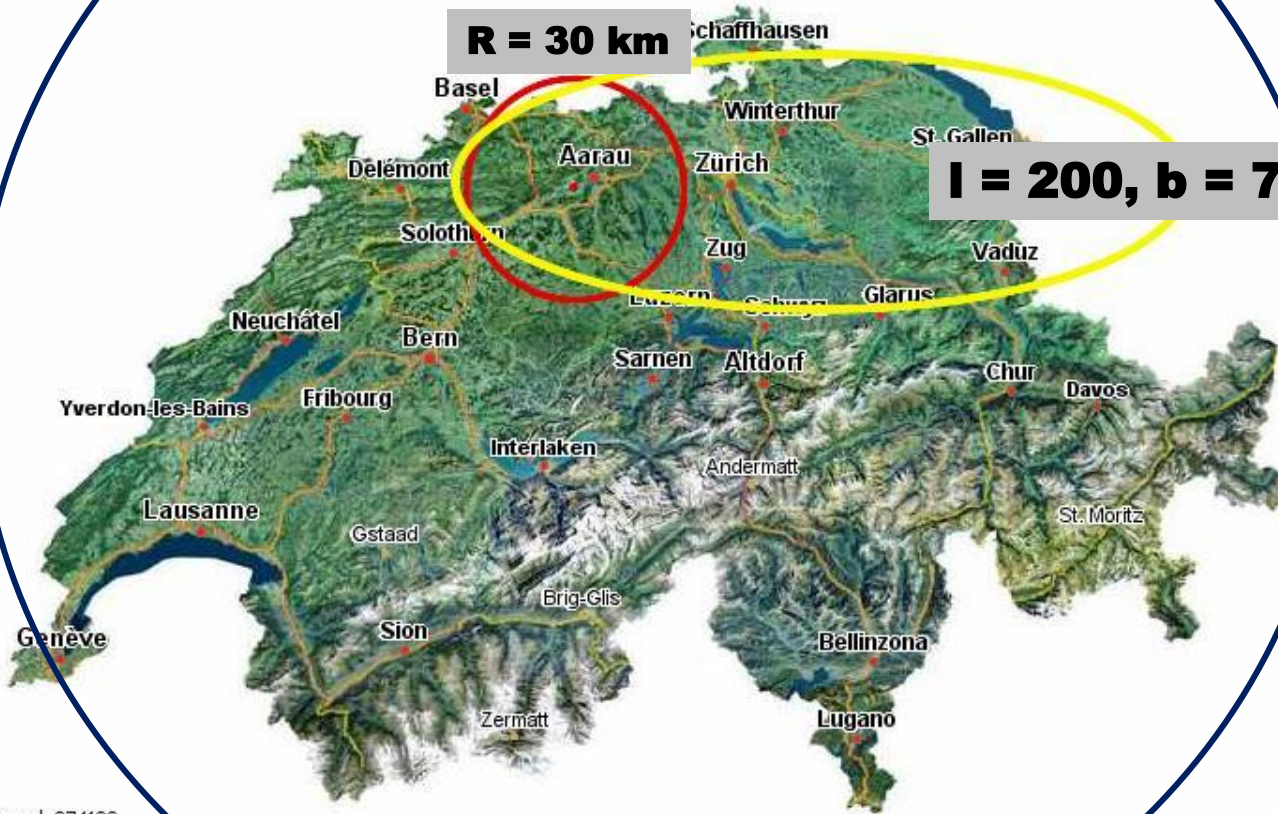 R = 30 km
Schaffhausen
Basel
Winterthur
St. Gallen
Aarau
Zürich
Delémont
l = 200, b = 7
Solothurn
Zug
Vaduz
Luzern
Schwyz
Glarus
Neuchâtel
Bern
Sarnen
Altdorf
Chur
Davos
Yverdon-les-Bains
Fribourg
Interlaken
Andermatt
Lausanne
St. Moritz
Gstaad
Brig-Glis
Genève
Sion
Bellinzona
Zermatt
Lugano